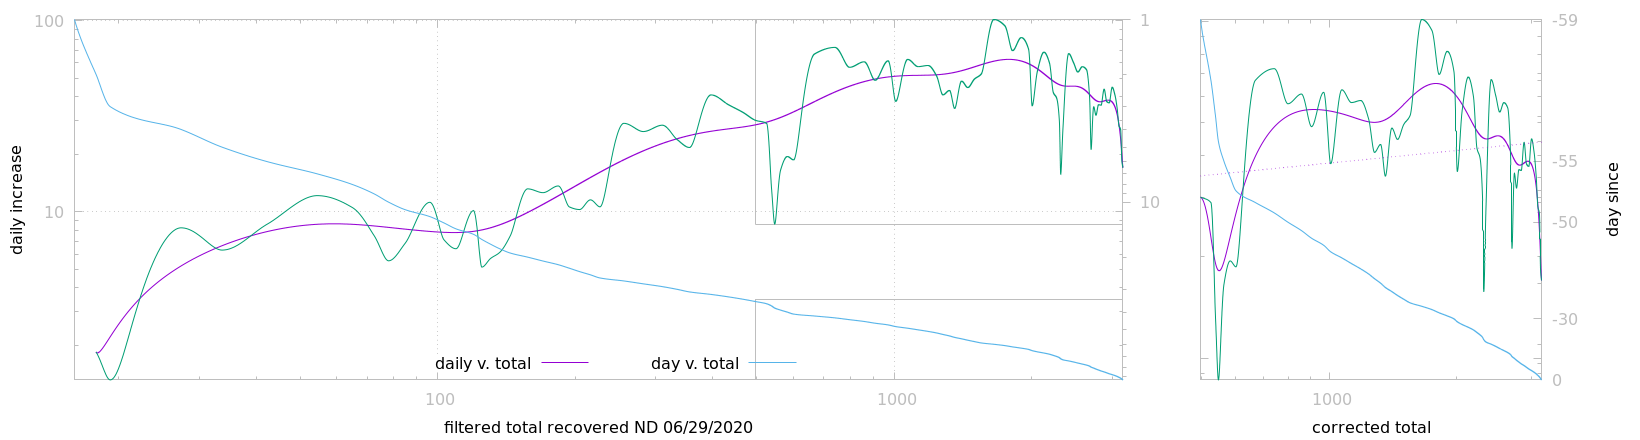 100
10
daily increase
daily v. total
day v. total
1
10
100
1000
filtered total recovered ND 06/29/2020
-59
-55
-50
-30
0
day since
1000
corrected total